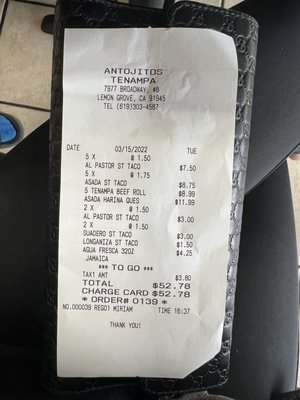 ANTOJITOS
TENAMPA
7977 BROADWAY, #B
LEMON GROVE, CA 91945
TEL (619)303-4587
DATE 03/15/2022 TUE
5 X @ 1.50
AL PASTOR ST TACO $7.50
5 X @ 1.75
ASADA ST TACO $8.75
5 TENAMPA BEEF ROLL $8.99
ASADA HARINA QUES $11.99
2 X @ 1.50
AL PASTOR ST TACO $3.00
2 X @ 1.50
SUADERO ST TACO $3.00
LONGANIZA ST TACO $1.50
AGUA FRESCA 32OZ $4.25
JAMAICA
*** TO GO ***
TAX1 AMT $3.80
TOTAL $52.78
CHARGE CARD $52.78
* ORDER# 0139 *
NO.000039 REG01 MIRIAM TIME 16:37
THANK YOU!